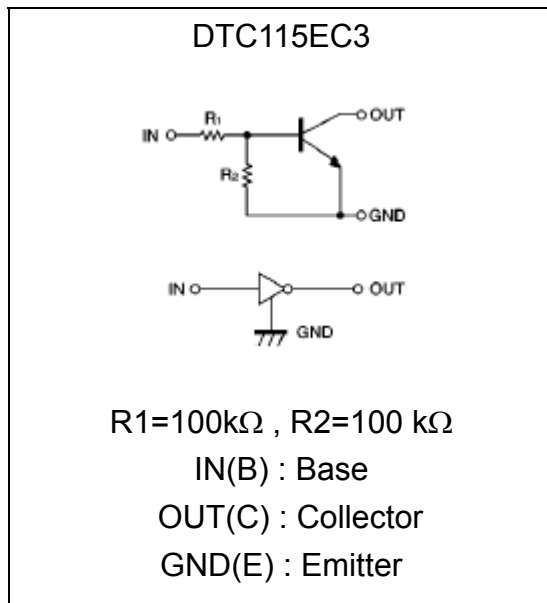 DTC115EC3
R1
OUT
IN
R2
GND
IN
OUT
GND
R1=100kΩ , R2=100 kΩ
IN(B) : Base
OUT(C) : Collector
GND(E) : Emitter